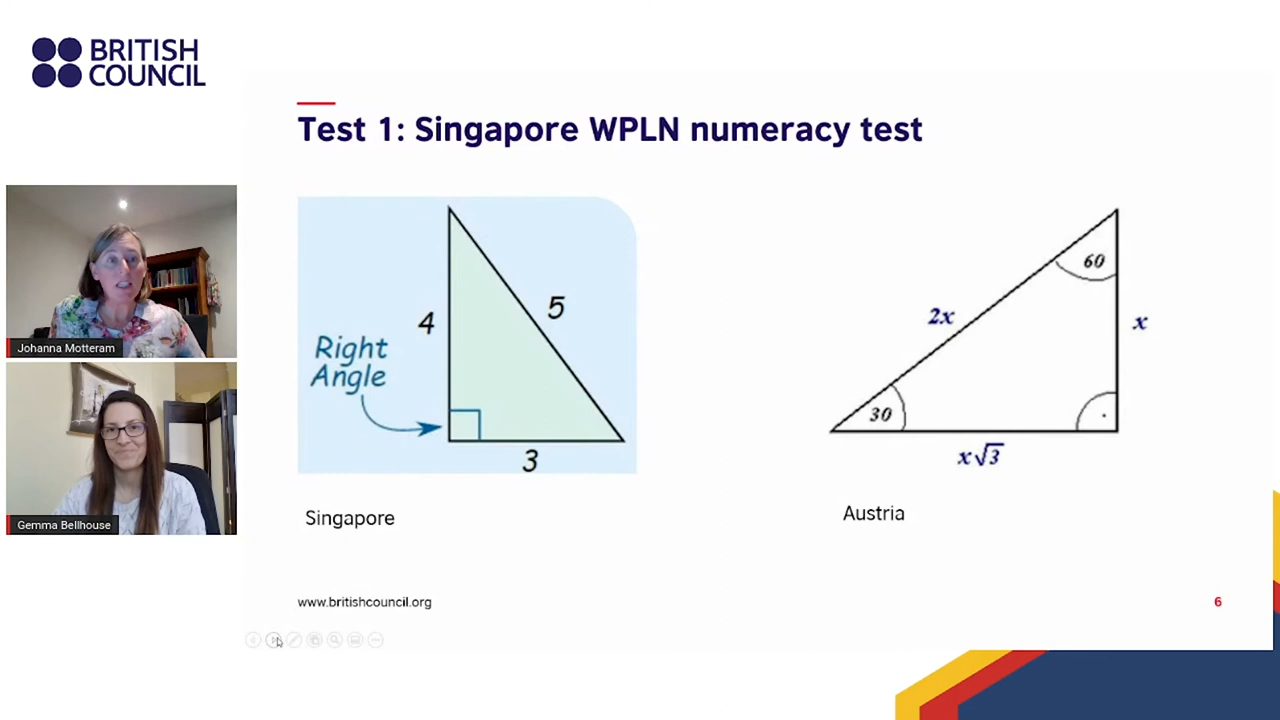 BRITISH
COUNCIL
Test 1: Singapore WPLN numeracy test
Johanna Motteram
Gemma Bellhouse
4
5
Right
Angle
3
Singapore
60
2x
x
30
x√3
Austria
www.britishcouncil.org
6